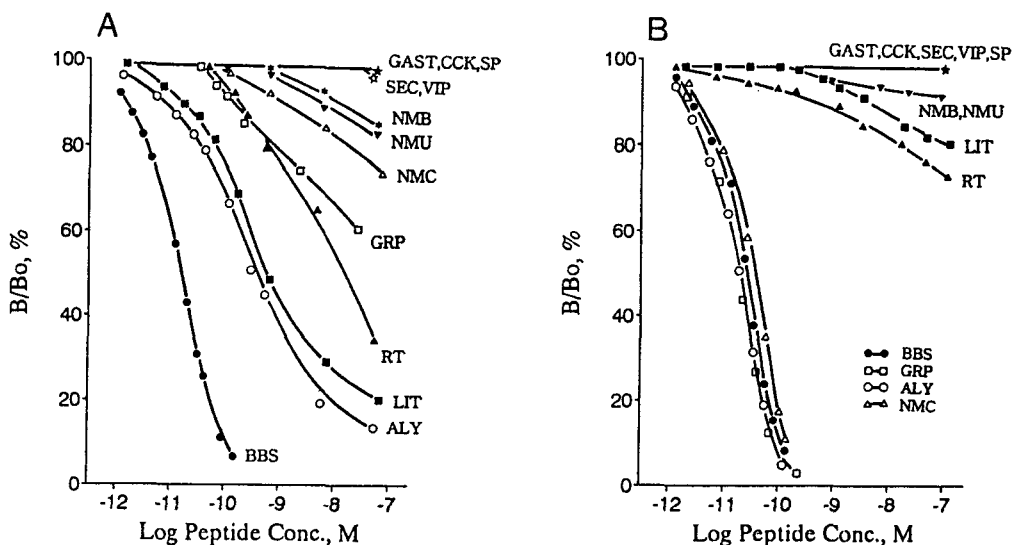 A
B/Bo, %
100
80
60
40
20
0
-12 -11 -10 -9 -8 -7
Log Peptide Conc., M
GAST,CCK,SP
SEC,VIP
NMB
NMU
NMC
GRP
RT
LIT
ALY
BBS
B
B/Bo, %
100
80
60
40
20
0
-12 -11 -10 -9 -8 -7
Log Peptide Conc., M
GAST,CCK,SEC,VIP,SP
NMB,NMU
LIT
RT
BBS
GRP
ALY
NMC